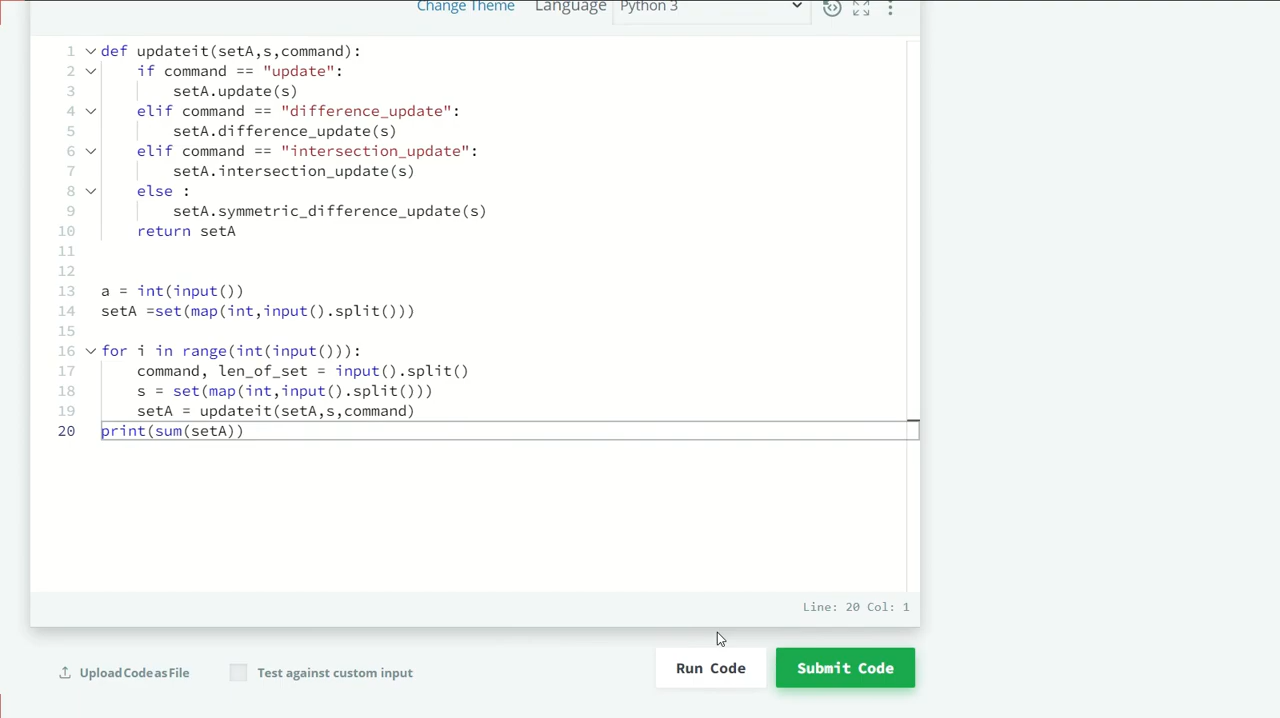 Change Theme Language Python 3
1 def updateit(setA,s,command):
2 if command == "update":
3 setA.update(s)
4 elif command == "difference_update":
5 setA.difference_update(s)
6 elif command == "intersection_update":
7 setA.intersection_update(s)
8 else :
9 setA.symmetric_difference_update(s)
10 return setA
11
12
13 a = int(input())
14 setA =set(map(int,input().split()))
15
16 for i in range(int(input())):
17 command, len_of_set = input().split()
18 s = set(map(int,input().split()))
19 setA = updateit(setA,s,command)
20 print(sum(setA))
Line: 20 Col: 1
Upload Code as File Test against custom input Run Code Submit Code